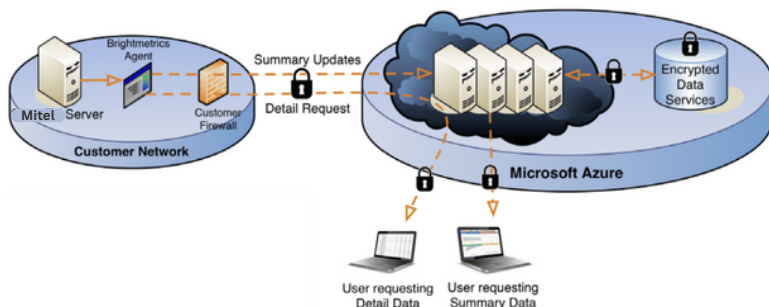 Brightmetrics
Agent
Mitel Server
Customer
Firewall
Customer Network
Summary Updates
Detail Request
Encrypted
Data
Services
Microsoft Azure
User requesting
Detail Data
User requesting
Summary Data